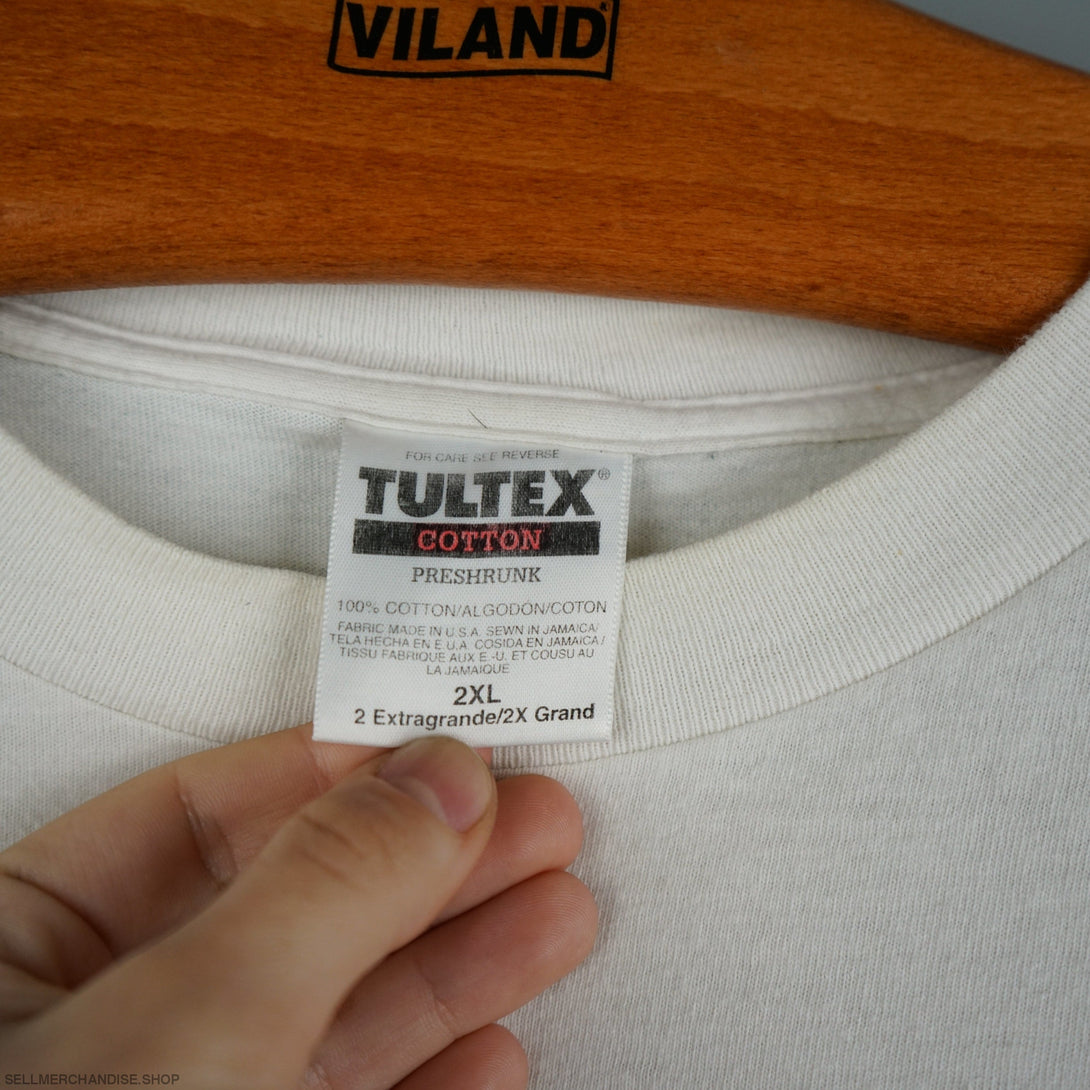 VILAND®
FOR CARE SEE REVERSE
TULTEX®
COTTON
PRESHRUNK
100% COTTON/ALGODÓN/COTON
FABRIC MADE IN U.S.A. SEWN IN JAMAICA/
TELA HECHA EN E.U.A. COSIDA EN JAMAICA/
TISSU FABRIQUE AUX E.-U. ET COUSU AU
LA JAMAIQUE
2XL
2 Extragrande/2X Grand
SELLMERCHANDISE.SHOP